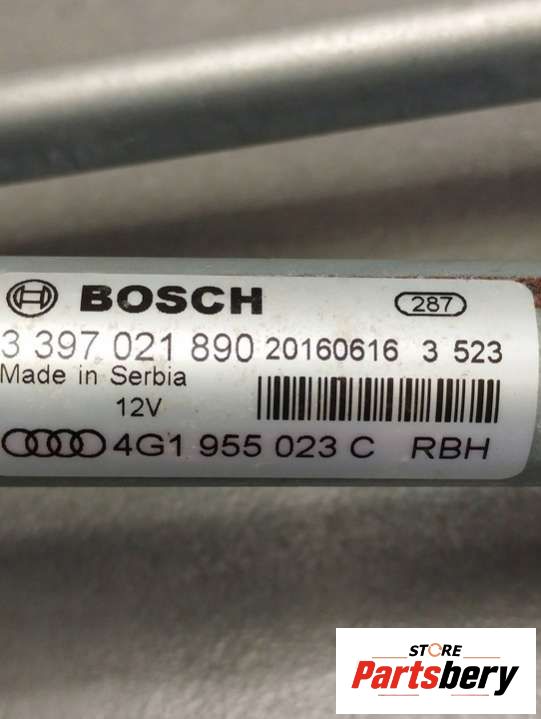 BOSCH 287
3 397 021 890 20160616 3 523
Made in Serbia
12V
4G1 955 023 C RBH
STORE
Partsbery